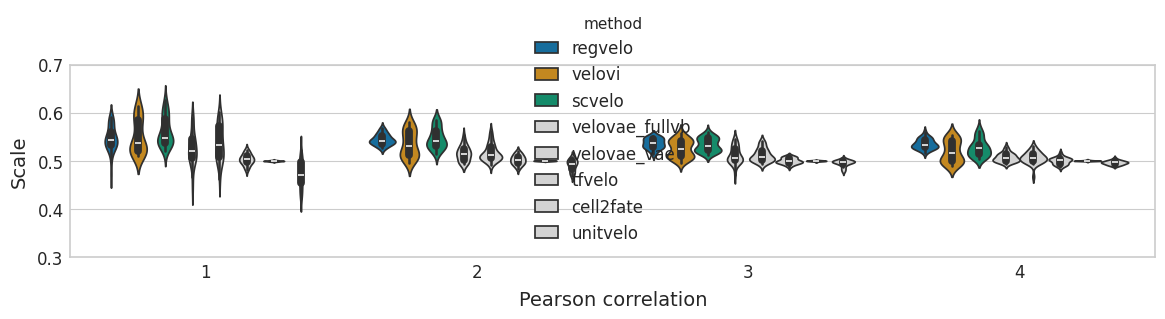 method
regvelo
velovi
scvelo
velovae_fullvb
velovae_vae
tfvelo
cell2fate
unitvelo
0.7
0.6
0.5
0.4
0.3
Scale
1 2 3 4
Pearson correlation